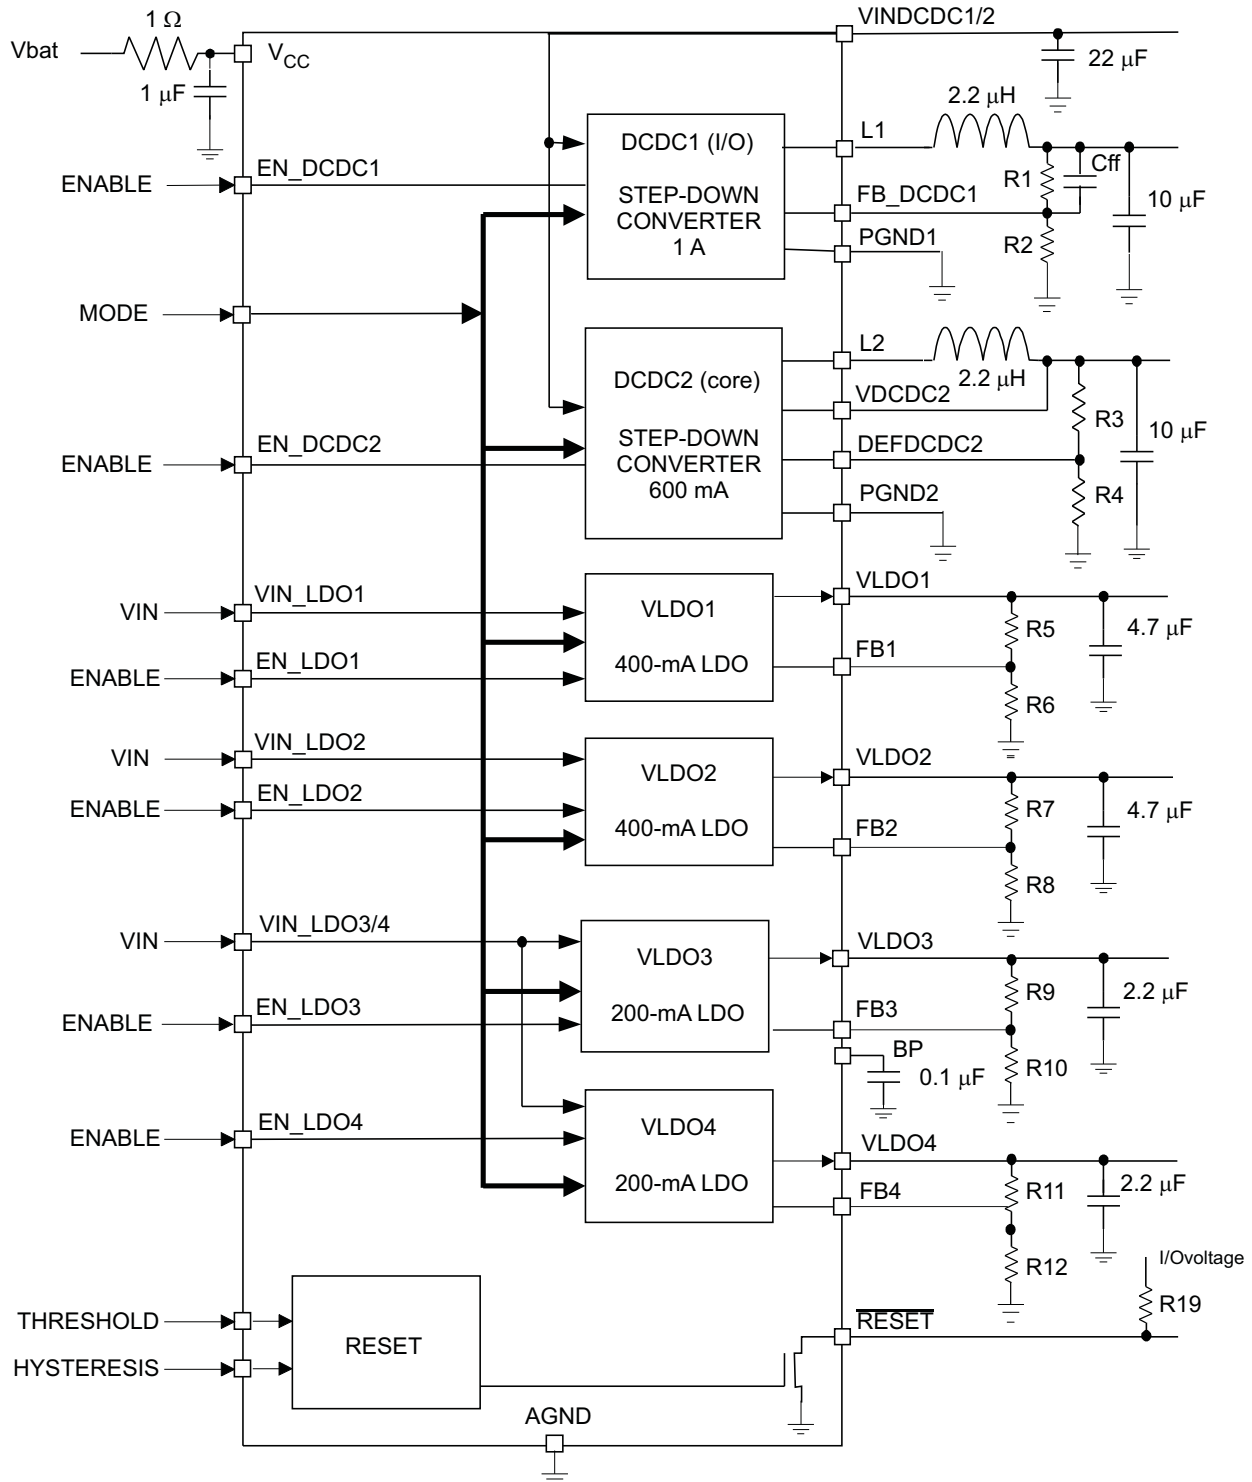 1 Ω
VINDCDC1/2
Vbat
V_CC
22 μF
1 μF
2.2 μH
DCDC1 (I/O)
L1
Cff
EN_DCDC1
ENABLE
R1
STEP-DOWN
CONVERTER
1 A
FB_DCDC1
10 μF
PGND1
R2
MODE
L2
DCDC2 (core)
2.2 μH
VDCDC2
R3
10 μF
STEP-DOWN
CONVERTER
600 mA
EN_DCDC2
ENABLE
DEFDCDC2
PGND2
R4
VLDO1
VIN_LDO1
VIN
VLDO1
R5
4.7 μF
EN_LDO1
ENABLE
400-mA LDO
FB1
R6
VIN_LDO2
VIN
VLDO2
VLDO2
EN_LDO2
ENABLE
R7
4.7 μF
400-mA LDO
FB2
R8
VIN_LDO3/4
VIN
VLDO3
VLDO3
R9
2.2 μF
EN_LDO3
ENABLE
200-mA LDO
FB3
BP
0.1 μF
R10
EN_LDO4
ENABLE
VLDO4
VLDO4
200-mA LDO
FB4
R11
2.2 μF
R12
I/Ovoltage
R19
THRESHOLD
RESET
RESET
HYSTERESIS
AGND